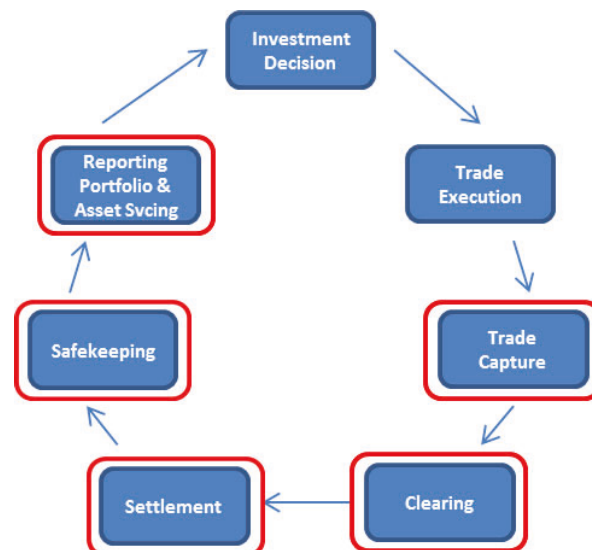 Investment
Decision
Trade
Execution
Trade
Capture
Clearing
Settlement
Safekeeping
Reporting
Portfolio &
Asset Svcing